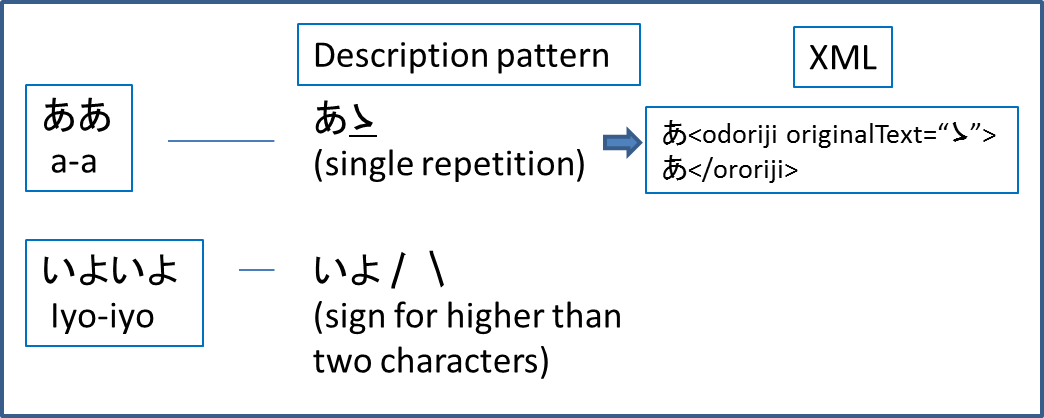 Description pattern
XML
ああ
a-a
あゝ
(single repetition)
あ<odoriji originalText=“ゝ”>
あ</ororiji>
いよいよ
Iyo-iyo
いよ / \
(sign for higher than
two characters)